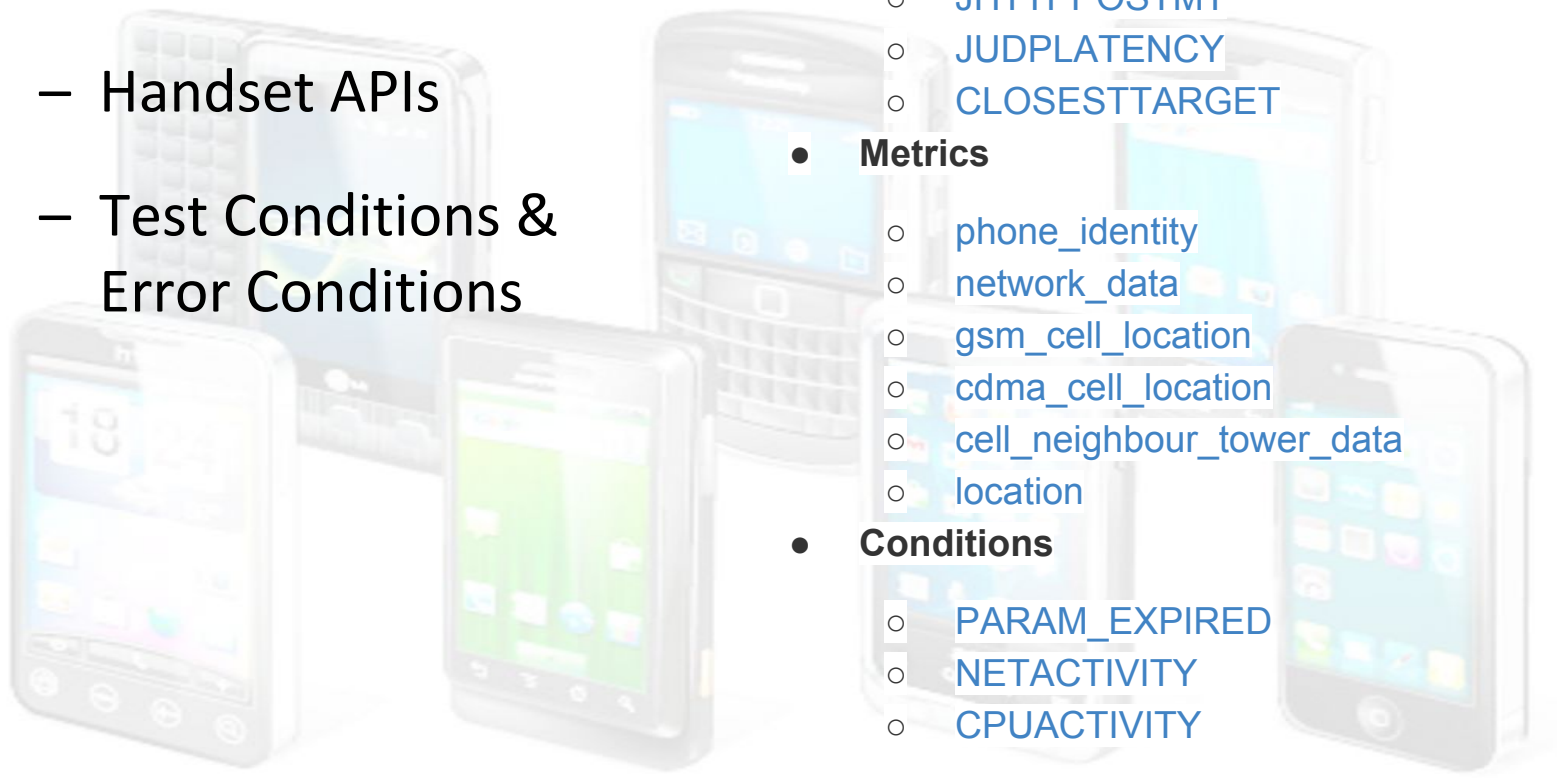 – Handset APIs
– Test Conditions &
Error Conditions
○ JUDPLATENCY
○ CLOSESTTARGET
● Metrics
○ phone_identity
○ network_data
○ gsm_cell_location
○ cdma_cell_location
○ cell_neighbour_tower_data
○ location
● Conditions
○ PARAM_EXPIRED
○ NETACTIVITY
○ CPUACTIVITY